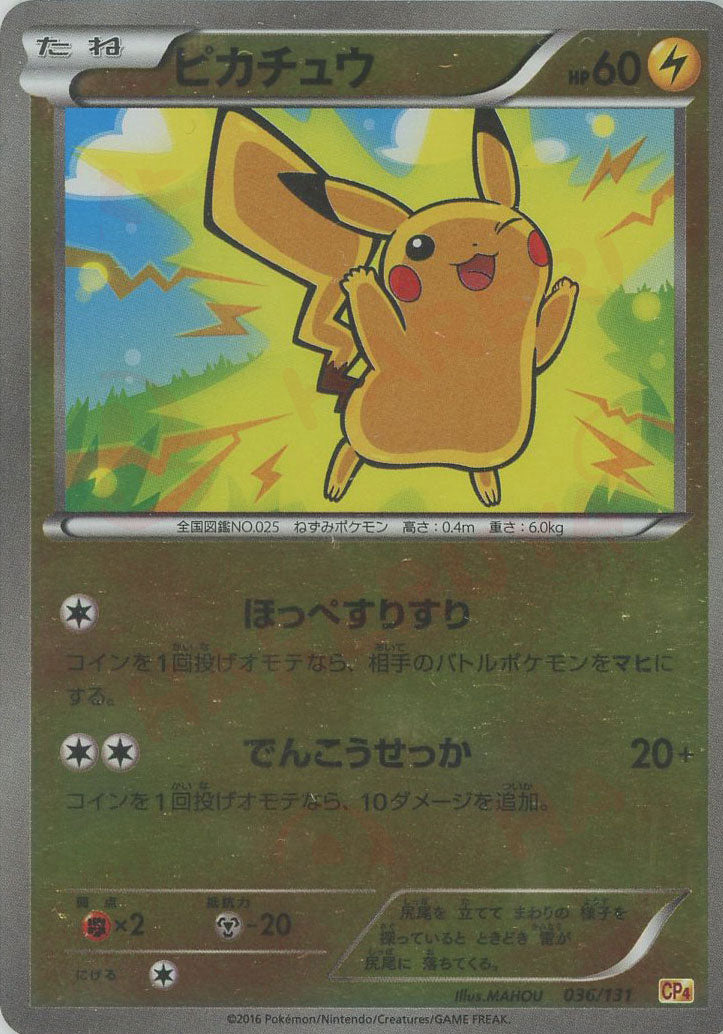 たね ピカチュウ HP60
全国図鑑NO.025 ねずみポケモン 高さ:0.4m 重さ:6.0kg
ほっぺすりすり
コインを1回投げオモテなら、相手のバトルポケモンをマヒに
する。
でんこうせっか 20+
コインを1回投げオモテなら、10ダメージを追加。
弱点 抵抗力
×2 -20
にげる
尻尾を 立てて まわりの 様子を
探っていると ときどき 雷が
尻尾に 落ちてくる。
Illus.MAHOU 036/131 CP4
©2016 Pokémon/Nintendo/Creatures/GAME FREAK.